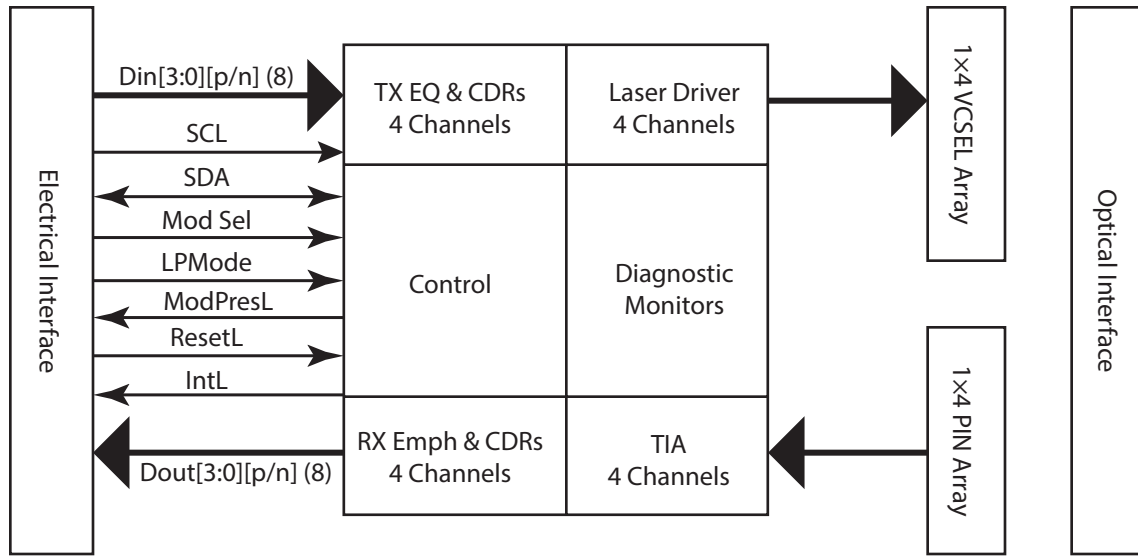 Electrical Interface
Din[3:0][p/n] (8)
SCL
SDA
Mod Sel
LPMode
ModPresL
ResetL
IntL
Dout[3:0][p/n] (8)
TX EQ & CDRs
4 Channels
Laser Driver
4 Channels
Control
Diagnostic
Monitors
RX Emph & CDRs
4 Channels
TIA
4 Channels
1×4 VCSEL Array
1×4 PIN Array
Optical Interface